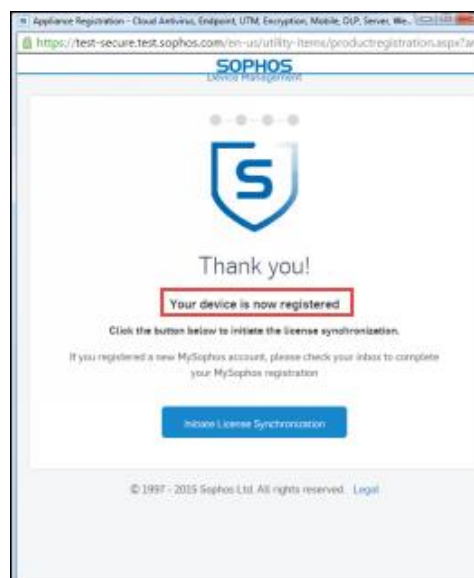 Appliance Registration - Cloud Antivirus, Endpoint, UTM, Encryption, Mobile, DLP, Server, We..
https://test-secure.test.sophos.com/en-us/utility-items/productregistration.aspx?a
SOPHOS
Device Management
S
Thank you!
Your device is now registered
Click the button below to initiate the license synchronization.
If you registered a new MySophos account, please check your inbox to complete
your MySophos registration
Initiate License Synchronization
© 1997 - 2015 Sophos Ltd. All rights reserved. Legal